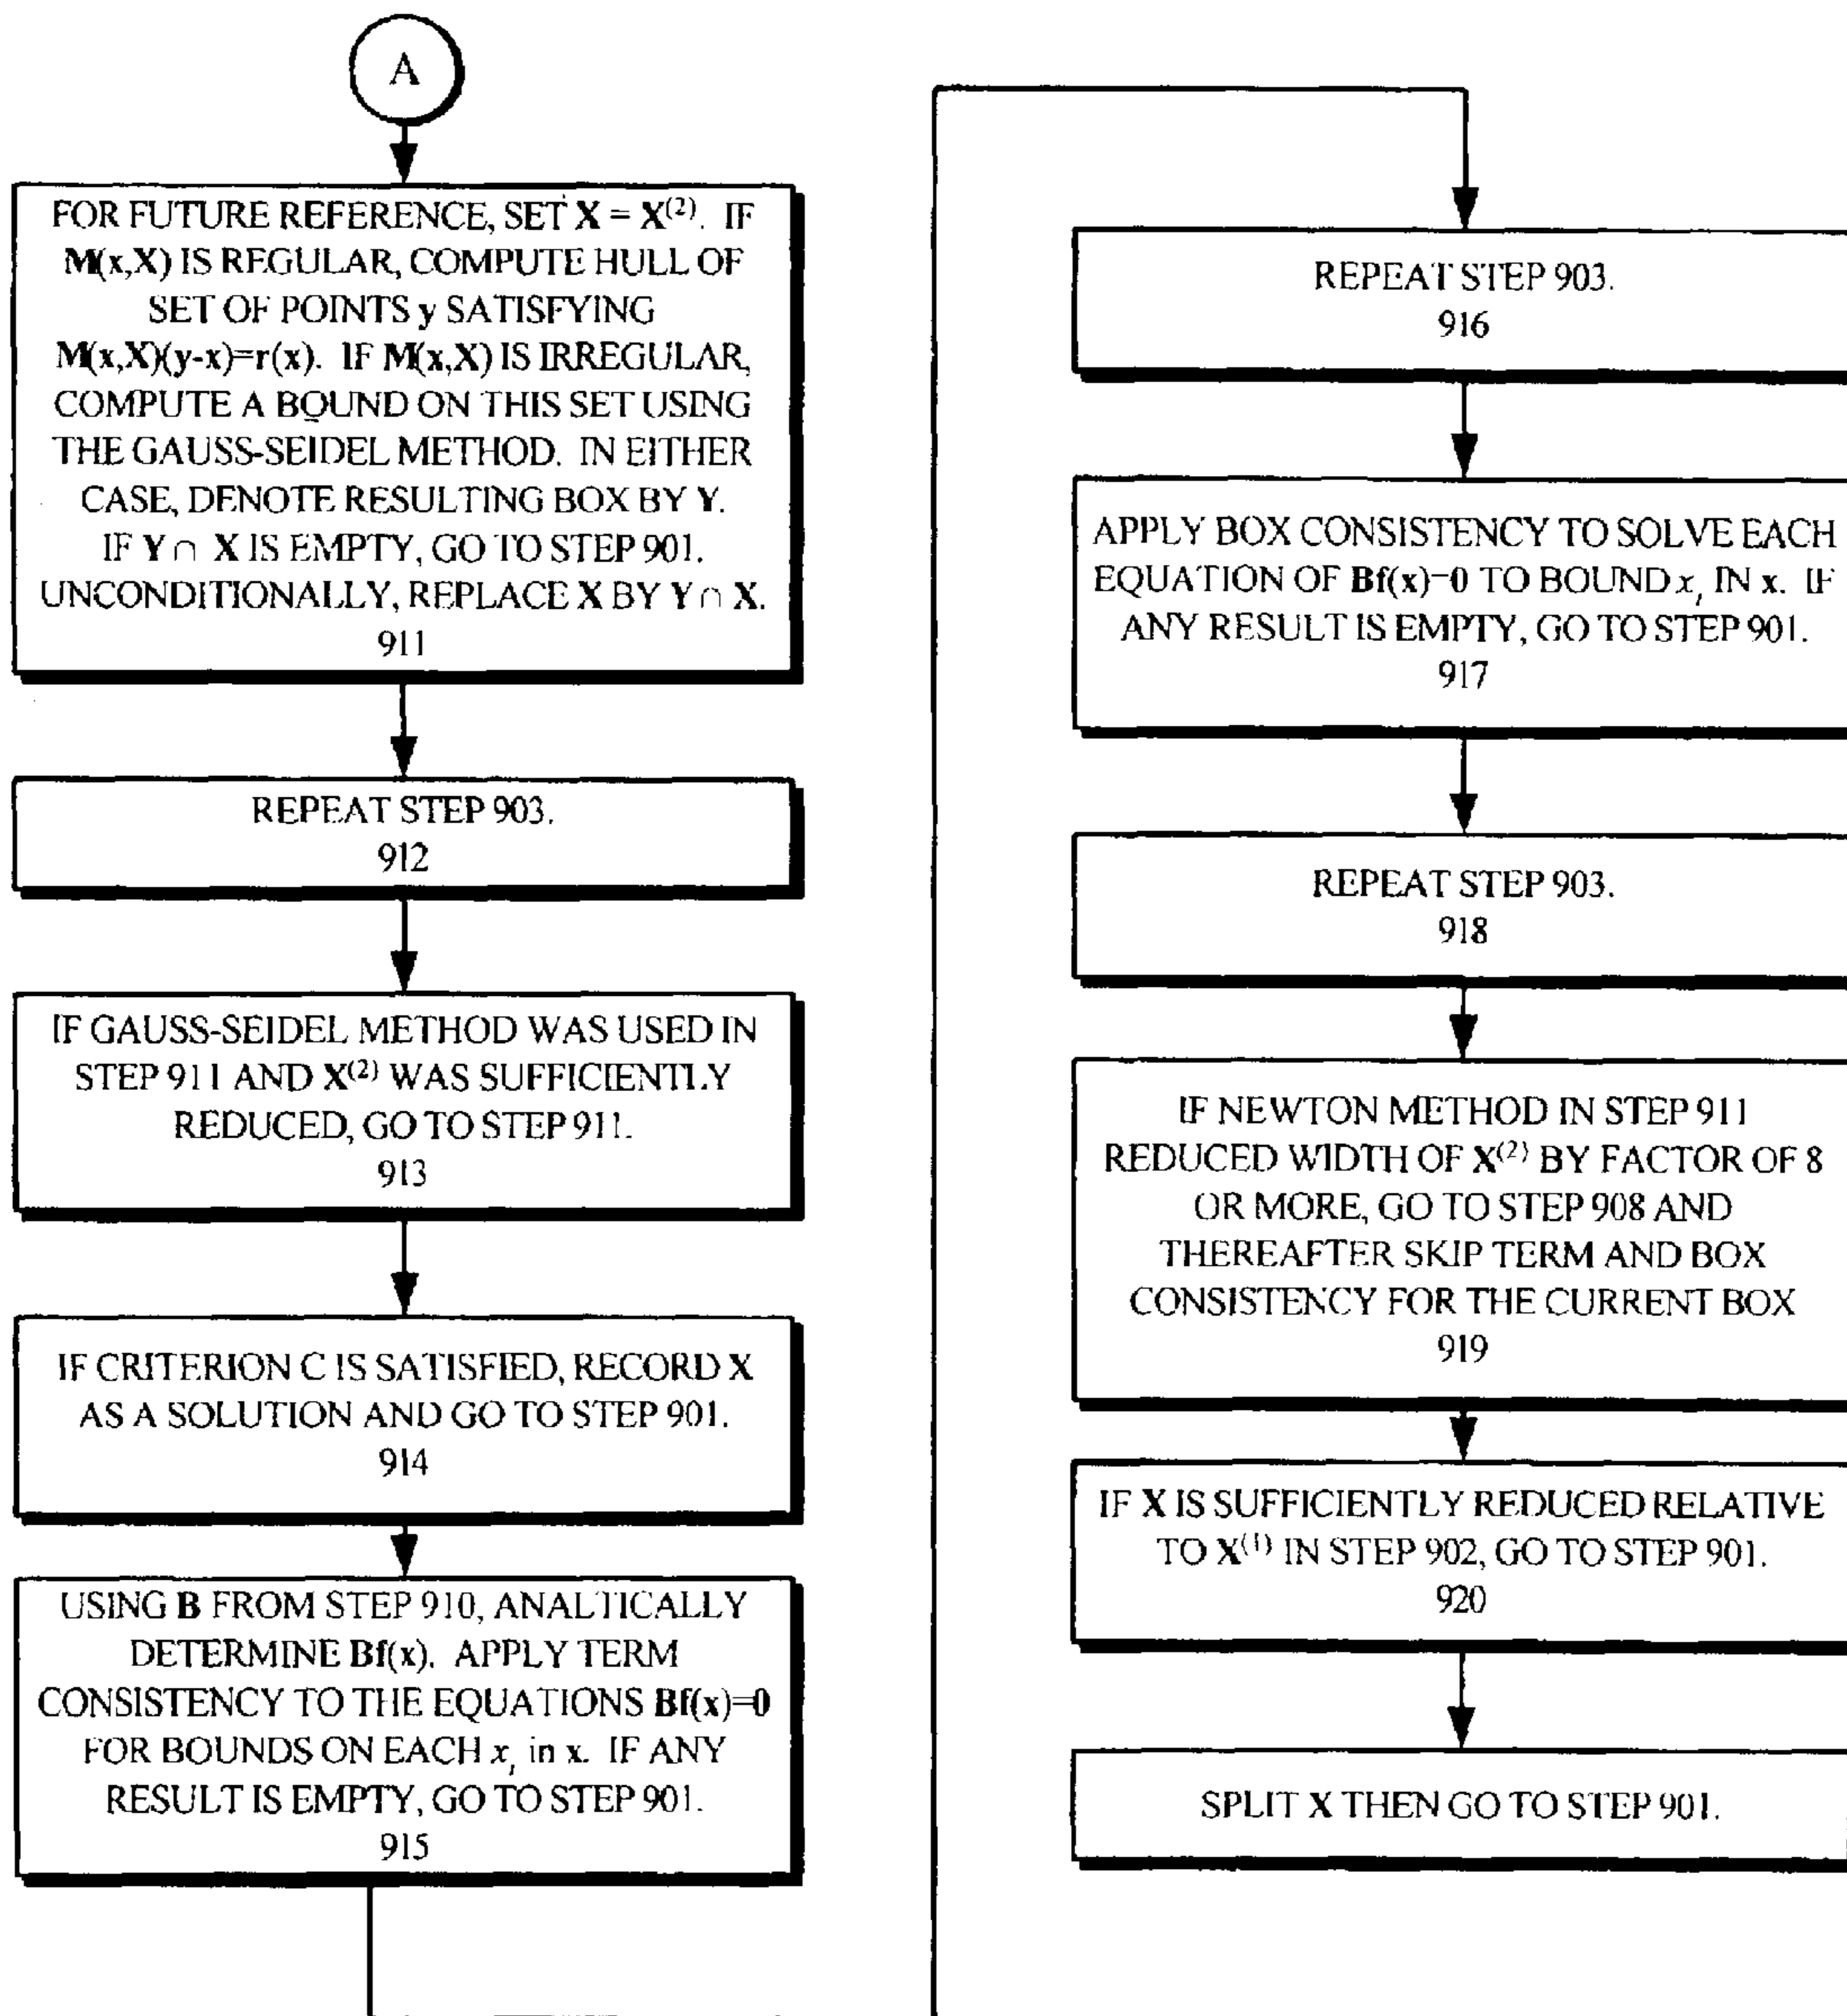 A
FOR FUTURE REFERENCE, SET X = X(2). IF
M(x,X) IS REGULAR, COMPUTE HULL OF
SET OF POINTS y SATISFYING
M(x,X)(y-x)=r(x). IF M(x,X) IS IRREGULAR,
COMPUTE A BOUND ON THIS SET USING
THE GAUSS-SEIDEL METHOD. IN EITHER
CASE, DENOTE RESULTING BOX BY Y.
IF Y ∩ X IS EMPTY, GO TO STEP 901.
UNCONDITIONALLY, REPLACE X BY Y ∩ X.
911
REPEAT STEP 903.
912
IF GAUSS-SEIDEL METHOD WAS USED IN
STEP 911 AND X(2) WAS SUFFICIENTLY
REDUCED, GO TO STEP 911.
913
IF CRITERION C IS SATISFIED, RECORD X
AS A SOLUTION AND GO TO STEP 901.
914
USING B FROM STEP 910, ANALTICALLY
DETERMINE Bf(x). APPLY TERM
CONSISTENCY TO THE EQUATIONS Bf(x)=0
FOR BOUNDS ON EACH xi in x. IF ANY
RESULT IS EMPTY, GO TO STEP 901.
915
REPEAT STEP 903.
916
APPLY BOX CONSISTENCY TO SOLVE EACH
EQUATION OF Bf(x)=0 TO BOUND xi IN x. IF
ANY RESULT IS EMPTY, GO TO STEP 901.
917
REPEAT STEP 903.
918
IF NEWTON METHOD IN STEP 911
REDUCED WIDTH OF X(2) BY FACTOR OF 8
OR MORE, GO TO STEP 908 AND
THEREAFTER SKIP TERM AND BOX
CONSISTENCY FOR THE CURRENT BOX
919
IF X IS SUFFICIENTLY REDUCED RELATIVE
TO X(1) IN STEP 902, GO TO STEP 901.
920
SPLIT X THEN GO TO STEP 901.